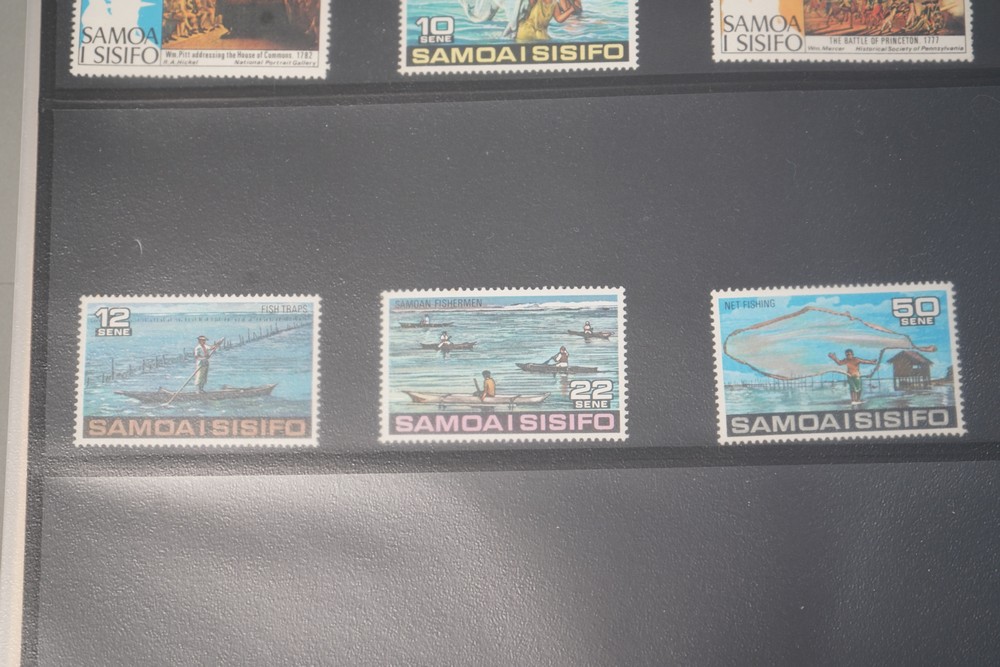 SAMOA
I SISIFO
Wm. Pitt addressing the House of Commons. 1782
R.A. Hickel National Portrait Gallery
10
SENE
SAMOA I SISIFO
SAMOA
I SISIFO
THE BATTLE OF PRINCETON. 1777
Wm. Mercer Historical Society of Pennsylvania
12
SENE
FISH TRAPS
SAMOA I SISIFO
SAMOAN FISHERMEN
22
SENE
SAMOA I SISIFO
NET FISHING
50
SENE
SAMOA I SISIFO